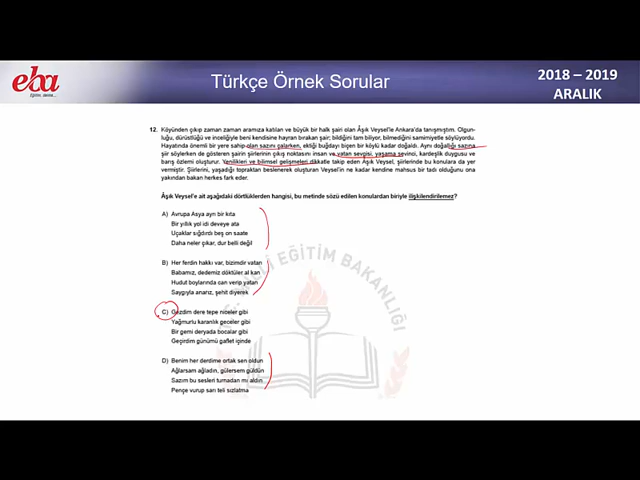 eba
Eğitim, daima...
Türkçe Örnek Sorular
2018 – 2019
ARALIK
12. Köyünden çıkıp zaman zaman aramıza katılan ve büyük bir halk şairi olan Âşık Veysel'le Ankara'da tanışmıştım. Olgun-
luğu, dürüstlüğü ve inceliğiyle beni kendisine hayran bırakan şair; bildiğini tam biliyor, bilmediğini samimiyetle söylüyordu.
Hayatında önemli bir yere sahip olan sazını çalarken, ektiği buğdayı biçen bir köylü kadar doğaldı. Aynı doğallığı sazına
şiir söylerken de gösteren şairin şiirlerinin çıkış noktasını insan ve vatan sevgisi, yaşama sevinci, kardeşlik duygusu ve
barış özlemi oluşturur. Yenilikleri ve bilimsel gelişmeleri dikkatle takip eden Âşık Veysel, şiirlerinde bu konulara da yer
vermiştir. Şiirlerini, yaşadığı topraktan beslenerek oluşturan Veysel'in ne kadar kendine mahsus bir tadı olduğunu ona
yakından bakan herkes fark eder.
Âşık Veysel'e ait aşağıdaki dörtlüklerden hangisi, bu metinde sözü edilen konulardan biriyle ilişkilendirilemez?
A) Avrupa Asya ayrı bir kıta
Bir yıllık yol idi deveye ata
Uçaklar sığdırdı beş on saate
Daha neler çıkar, dur belli değil
B) Her ferdin hakkı var, bizimdir vatan
Babamız, dedemiz döktüler al kan
Hudut boylarında can verip yatan
Saygıyla anarız, şehit diyerek
C) Gezdim dere tepe niceler gibi
Yağmurlu karanlık geceler gibi
Bir gemi deryada bocalar gibi
Geçirdim günümü gaflet içinde
D) Benim her derdime ortak sen oldun
Ağlarsam ağladın, gülersem güldün
Sazım bu sesleri turnadan mı aldın
Pençe vurup sarı teli sızlatma
MİLLÎ EĞİTİM BAKANLIĞI